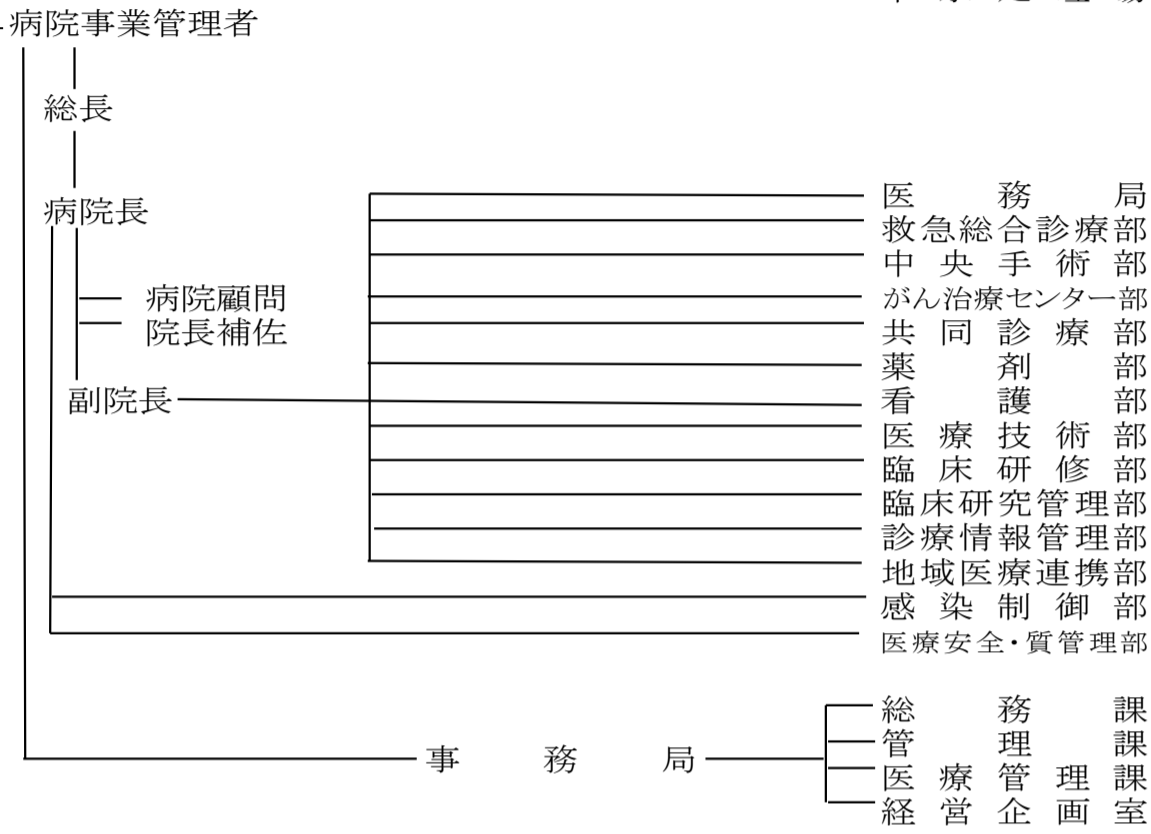 病院事業管理者
総長
病院長
病院顧問
院長補佐
副院長
医務局
救急総合診療部
中央手術部
がん治療センター部
共同診療部
薬剤部
看護部
医療技術部
臨床研修部
臨床研究管理部
診療情報管理部
地域医療連携部
感染制御部
医療安全・質管理部
事務局
総務課
管理課
医療管理課
経営企画室